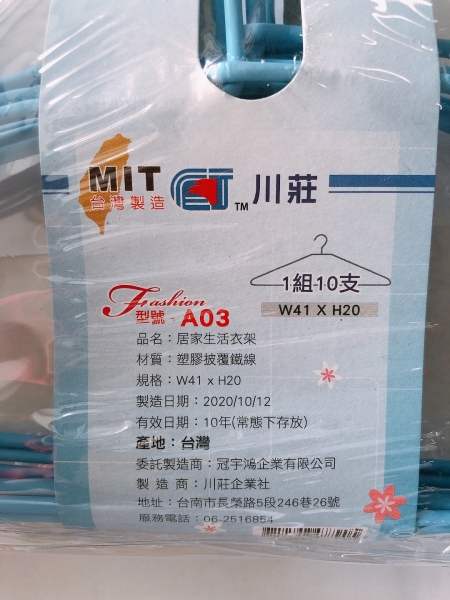 MIT
台灣製造
CJ TM 川莊
1組10支
W41 X H20
Fashion
型號 - A03
品名：居家生活衣架
材質：塑膠披覆鐵線
規格：W41 x H20
製造日期：2020/10/12
有效日期：10年(常態下存放)
產地：台灣
委託製造商：冠宇鴻企業有限公司
製造商：川莊企業社
地址：台南市長榮路5段246巷26號
服務電話：06-2516854